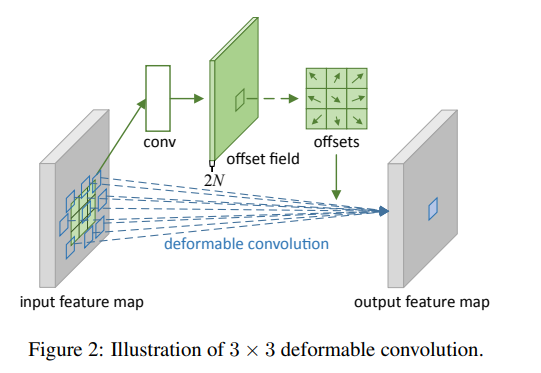 conv
offset field
offsets
2N
deformable convolution
input feature map
output feature map
Figure 2: Illustration of 3 × 3 deformable convolution.